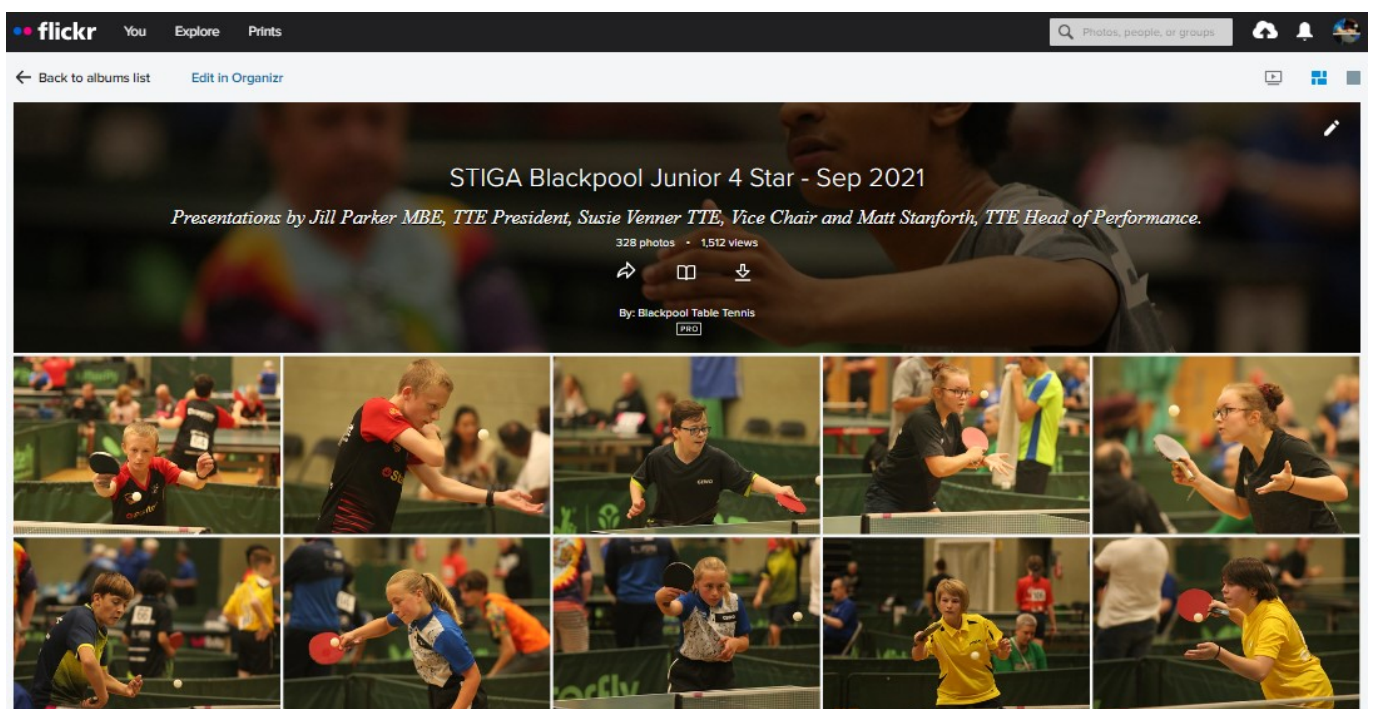 flickr You Explore Prints Photos, people, or groups
Back to albums list Edit in Organizr
STIGA Blackpool Junior 4 Star - Sep 2021
Presentations by Jill Parker MBE, TTE President, Susie Venner TTE, Vice Chair and Matt Stanforth, TTE Head of Performance.
328 photos • 1,512 views
By: Blackpool Table Tennis
PRO